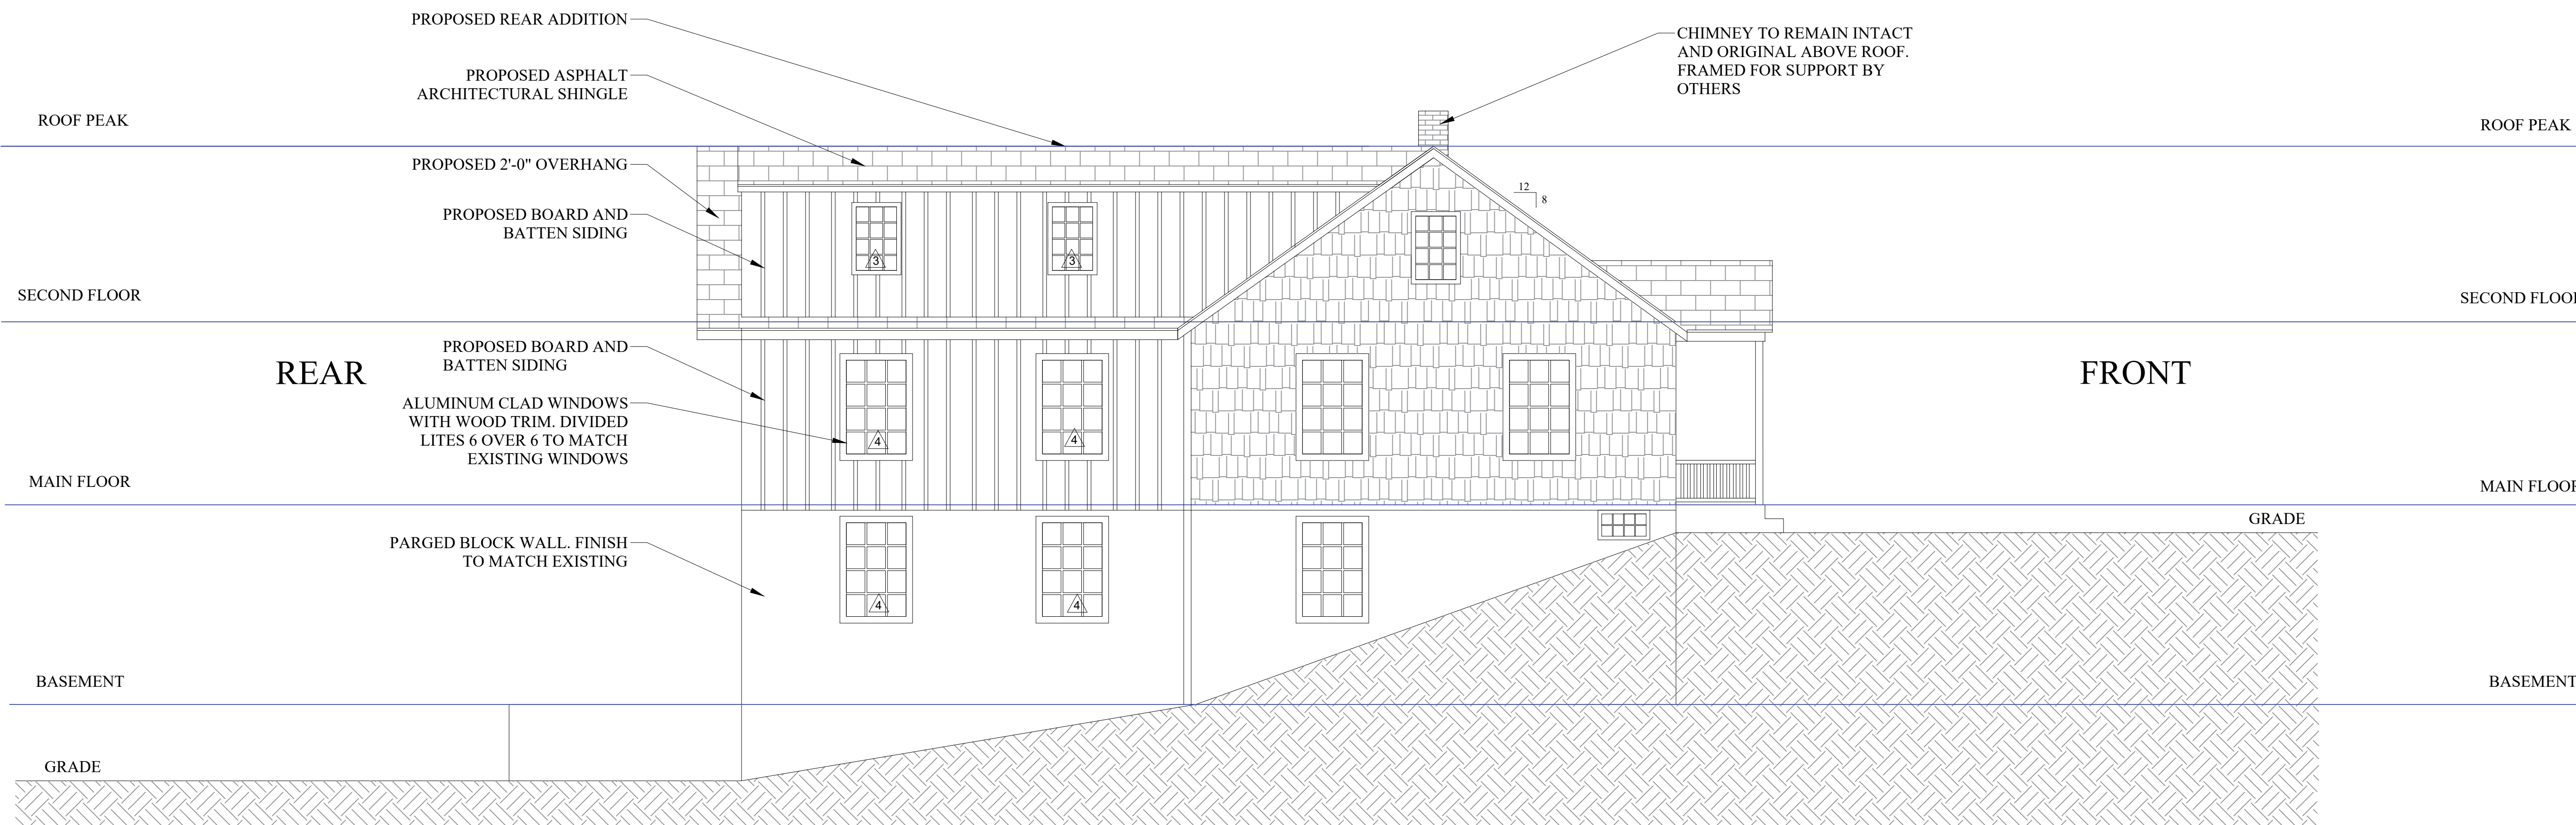 PROPOSED REAR ADDITION
CHIMNEY TO REMAIN INTACT
AND ORIGINAL ABOVE ROOF.
FRAMED FOR SUPPORT BY
OTHERS
PROPOSED ASPHALT
ARCHITECTURAL SHINGLE
ROOF PEAK
ROOF PEAK
PROPOSED 2'-0" OVERHANG
12
8
PROPOSED BOARD AND
BATTEN SIDING
3
3
SECOND FLOOR
SECOND FLOOR
REAR
PROPOSED BOARD AND
BATTEN SIDING
FRONT
ALUMINUM CLAD WINDOWS
WITH WOOD TRIM. DIVIDED
LITES 6 OVER 6 TO MATCH
EXISTING WINDOWS
4
4
MAIN FLOOR
MAIN FLOOR
GRADE
PARGED BLOCK WALL. FINISH
TO MATCH EXISTING
4
4
BASEMENT
BASEMENT
GRADE